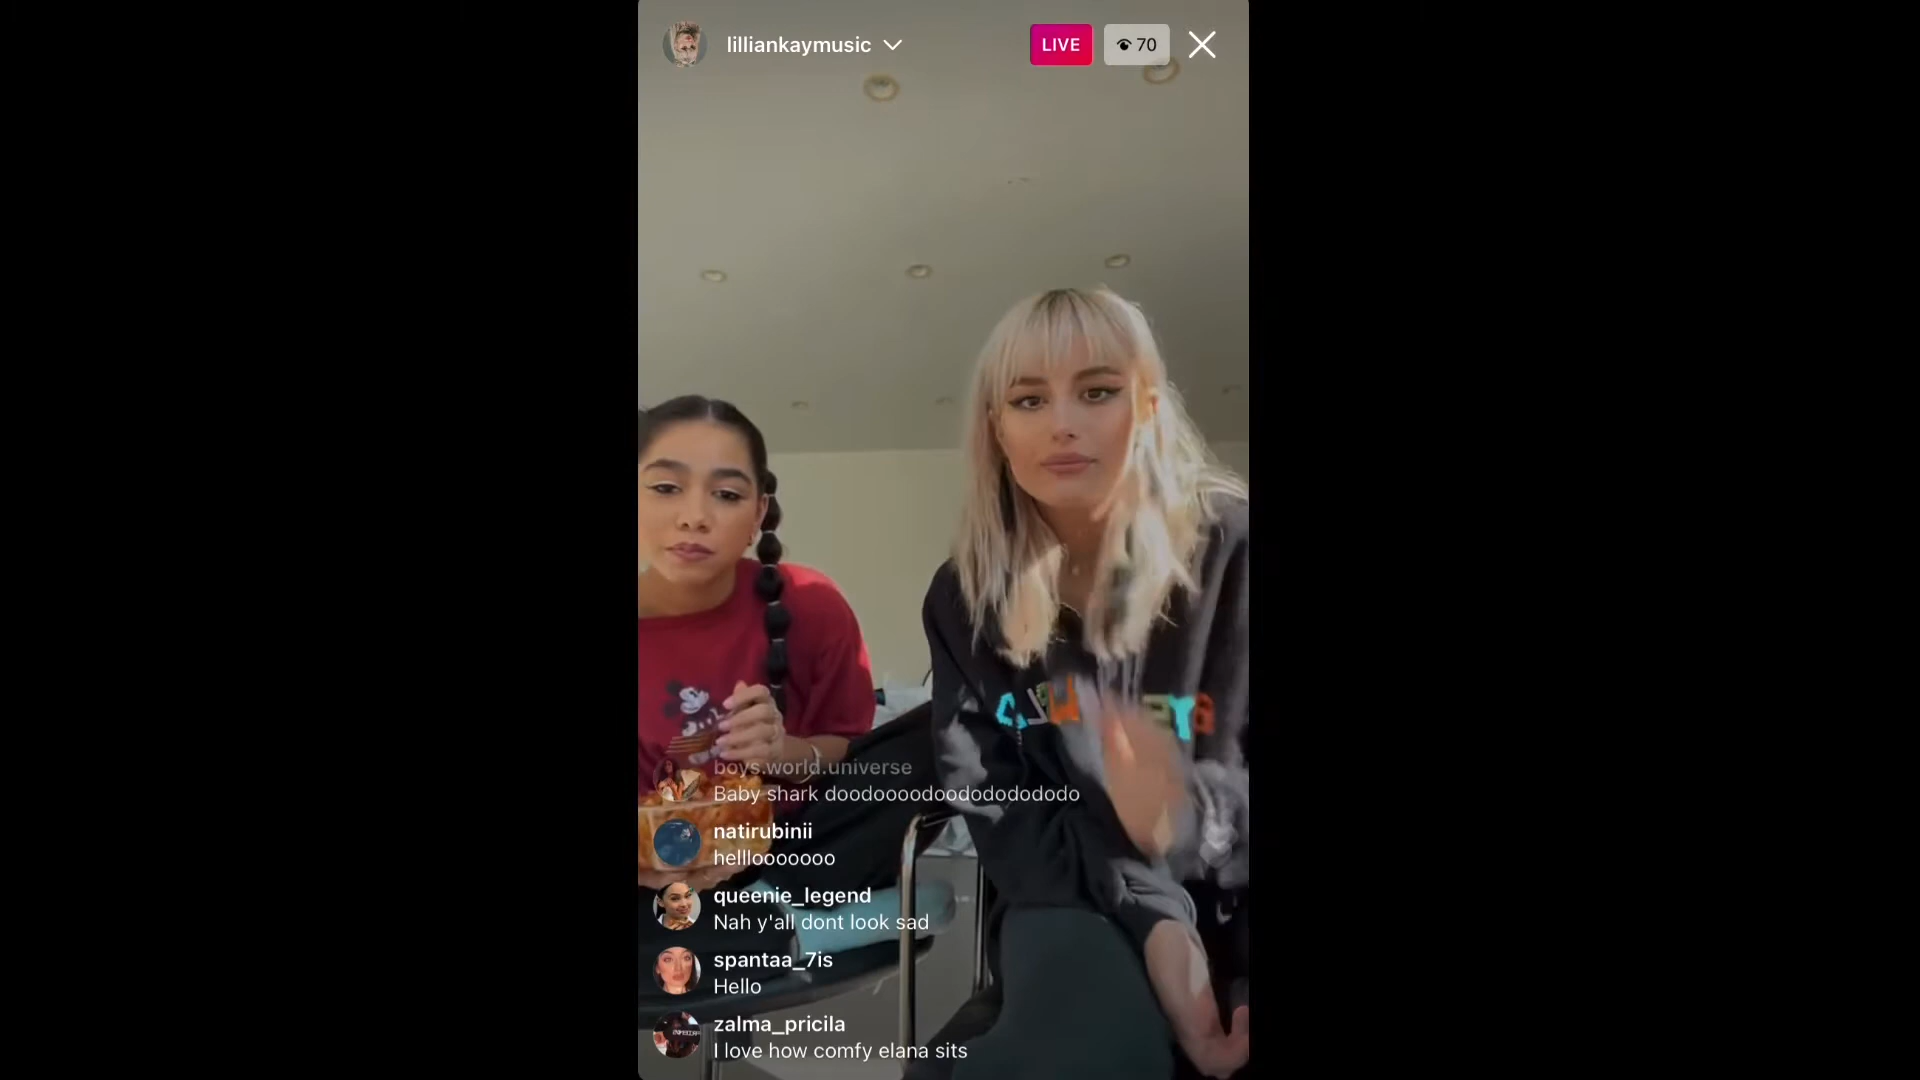 lilliankaymusic
LIVE
70
boys.world.universe
Baby shark doodoooodoodododododo
natirubinii
hellloooooooo
queenie_legend
Nah y'all dont look sad
spantaa_7is
Hello
zalma_pricila
I love how comfy elana sits